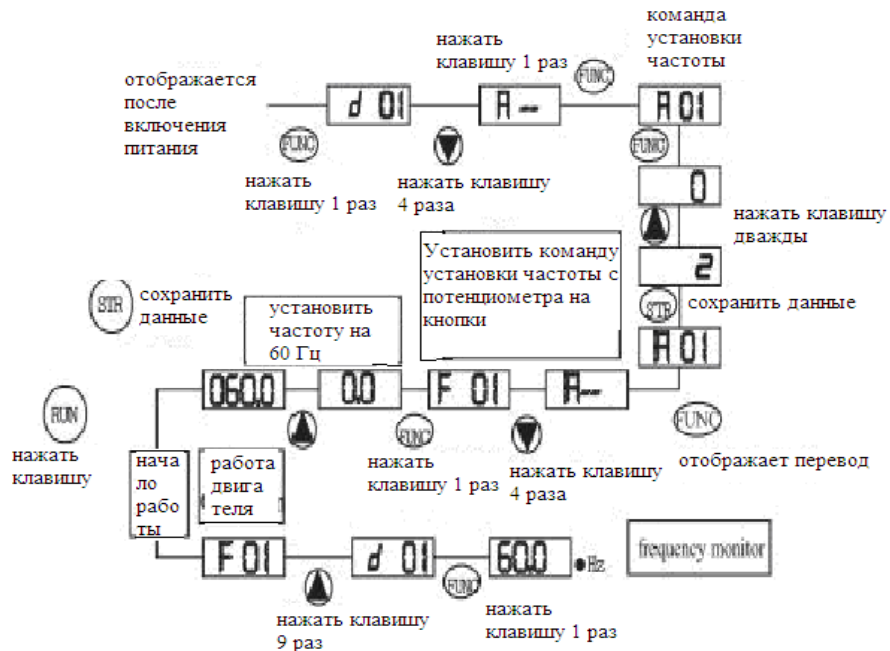 команда
установки
частоты
нажать
клавишу 1 раз
FUNC
отображается
после
включения
питания
d 01
A--
A 01
FUNC
FUNC
нажать
клавишу 1 раз
нажать клавишу
4 раза
0
нажать клавишу
дважды
Установить команду
установки частоты с
потенциометра на
кнопки
2
STR
сохранить
данные
установить
частоту на
60 Гц
STR
сохранить данные
A 01
060.0
0.0
F 01
A--
RUN
нажать
клавишу
FUNC
FUNC
нажать
клавишу 1 раз
нажать клавишу
4 раза
отображает перевод
нача
ло
рабо
ты
работа
двига
теля
F 01
d 01
60.0
Hz
frequency monitor
FUNC
нажать клавишу
9 раз
нажать
клавишу 1 раз